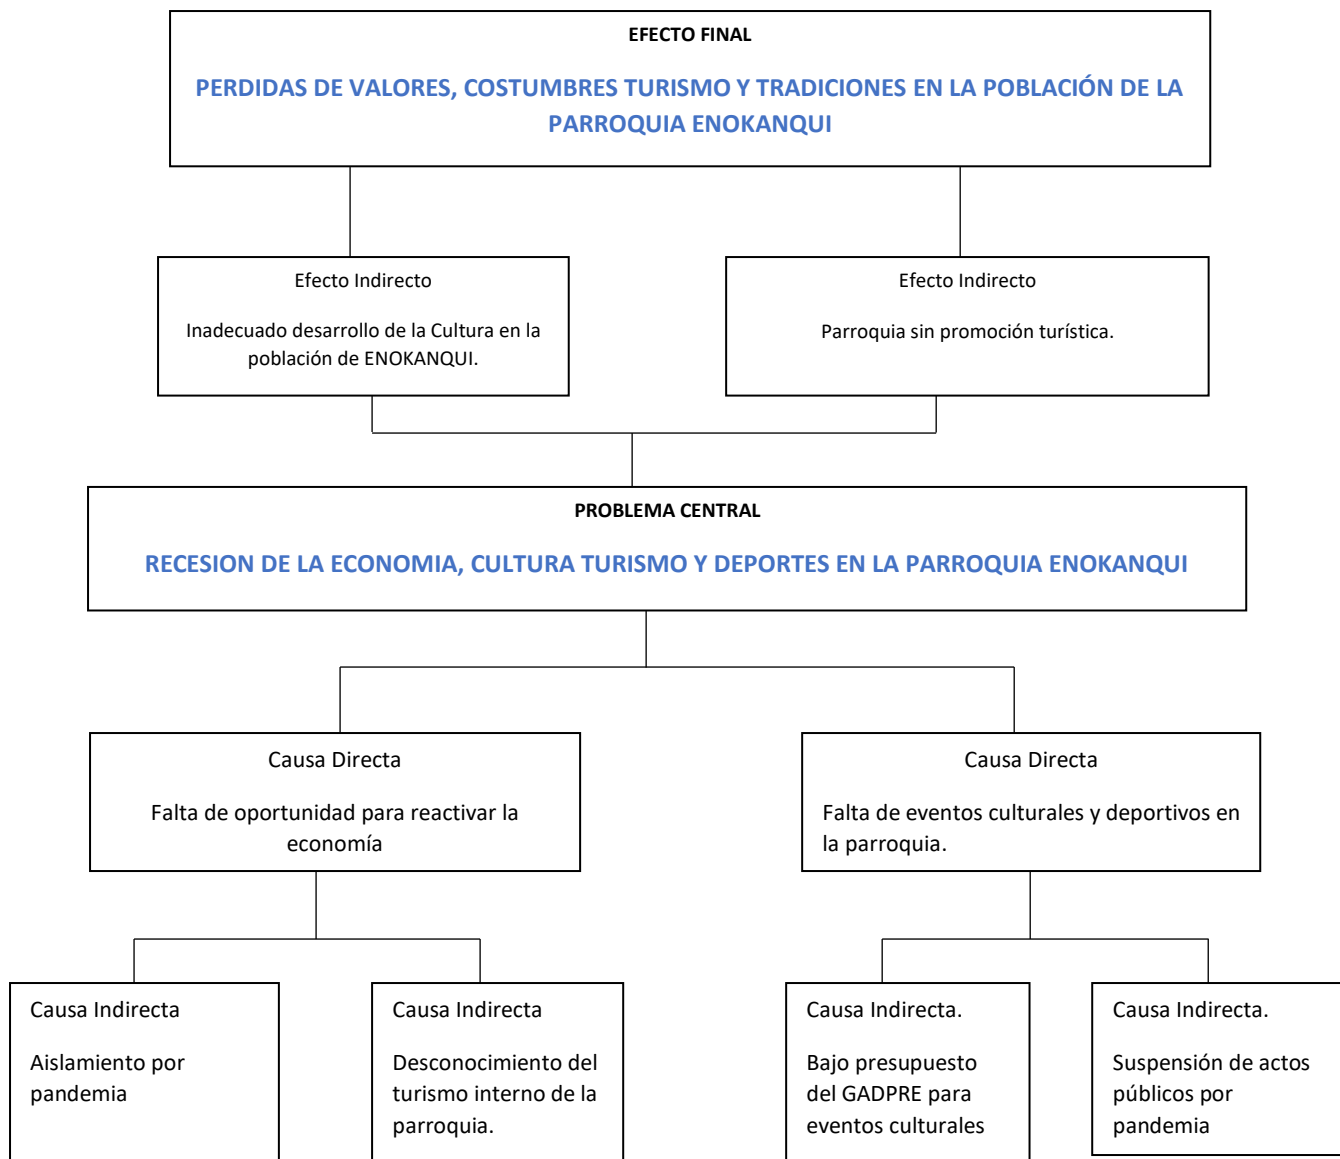 EFECTO FINAL
PERDIDAS DE VALORES, COSTUMBRES TURISMO Y TRADICIONES EN LA POBLACIÓN DE LA
PARROQUIA ENOKANQUI
Efecto Indirecto
Inadecuado desarrollo de la Cultura en la
población de ENOKANQUI.
Efecto Indirecto
Parroquia sin promoción turística.
PROBLEMA CENTRAL
RECESION DE LA ECONOMIA, CULTURA TURISMO Y DEPORTES EN LA PARROQUIA ENOKANQUI
Causa Directa
Falta de oportunidad para reactivar la
economía
Causa Directa
Falta de eventos culturales y deportivos en
la parroquia.
Causa Indirecta
Aislamiento por
pandemia
Causa Indirecta
Desconocimiento del
turismo interno de la
parroquia.
Causa Indirecta.
Bajo presupuesto
del GADPRE para
eventos culturales
Causa Indirecta.
Suspensión de actos
públicos por
pandemia